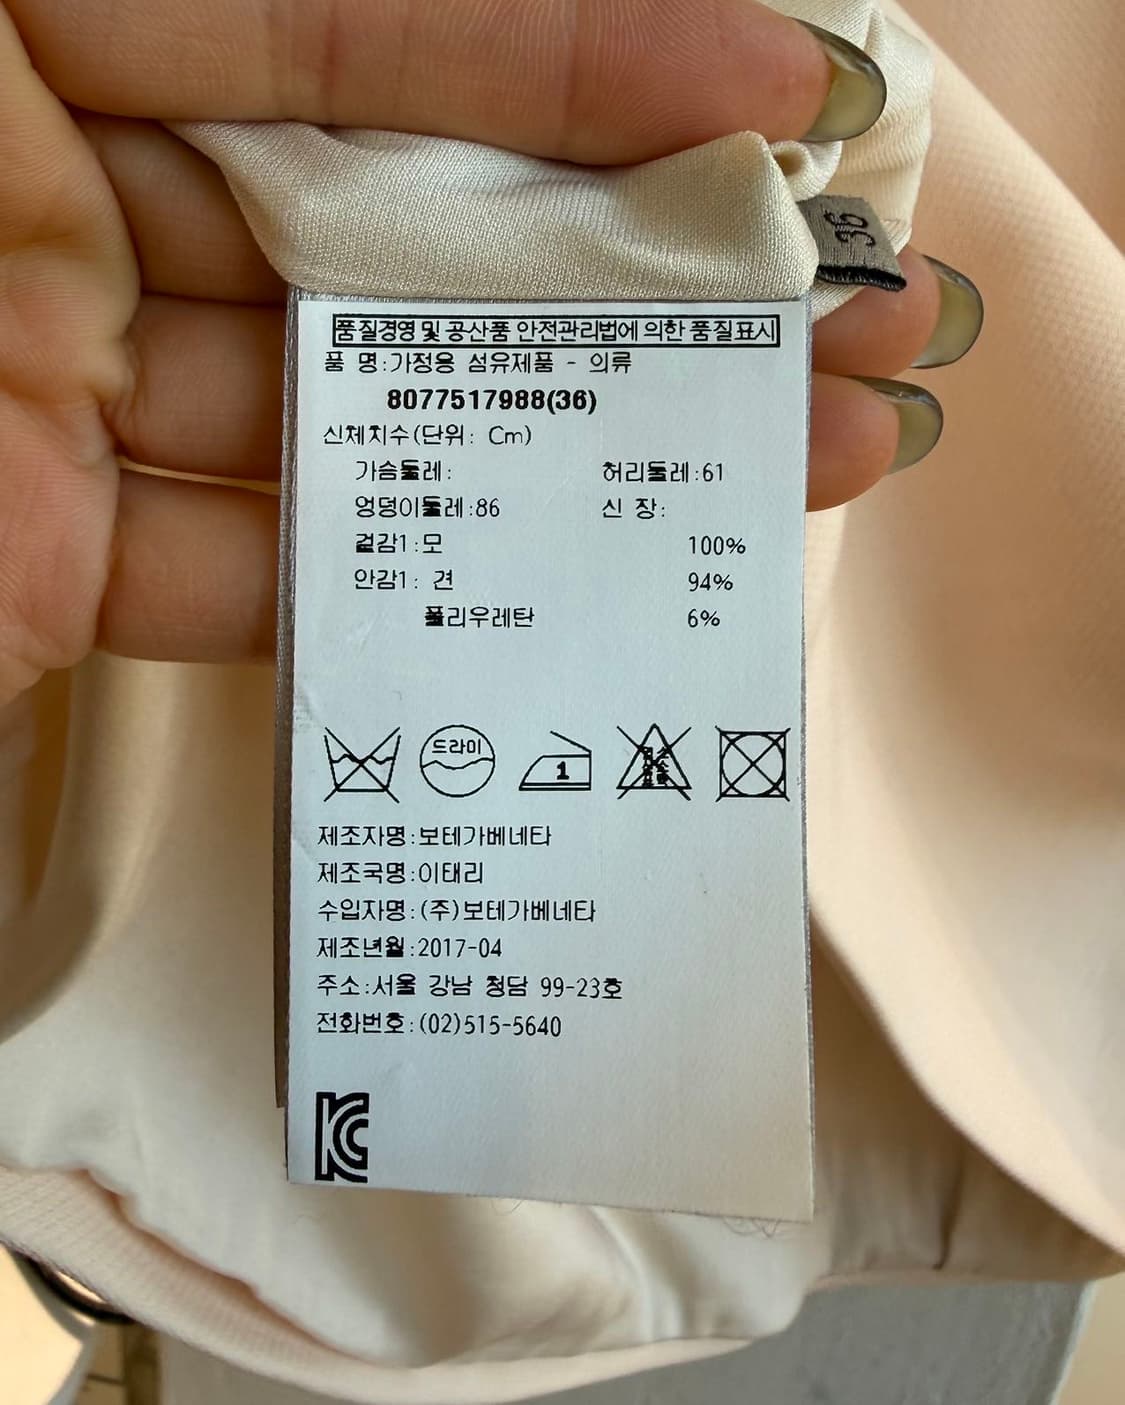 36
품질경영 및 공산품 안전관리법에 의한 품질표시
품 명:가정용 섬유제품 - 의류
8077517988(36)
신체치수(단위: Cm)
가슴둘레: 허리둘레:61
엉덩이둘레:86 신 장:
겉감1:모 100%
안감1: 견 94%
폴리우레탄 6%
드라이 1
제조자명:보테가베네타
제조국명:이태리
수입자명:(주)보테가베네타
제조년월:2017-04
주소:서울 강남 청담 99-23호
전화번호:(02)515-5640
KC